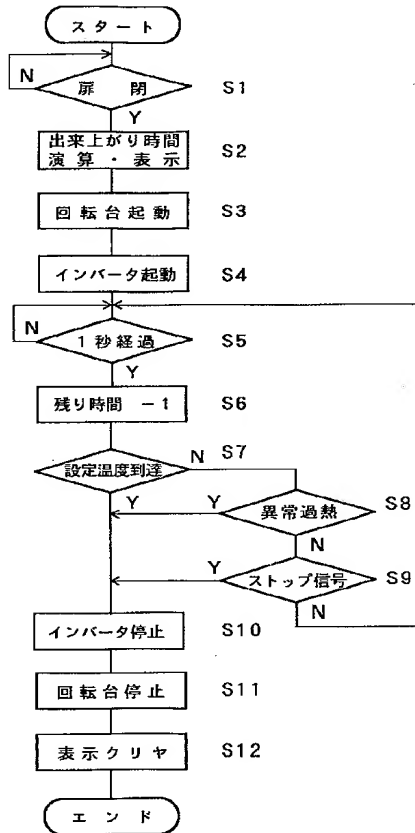 スタート
N
扉 閉
S1
Y
出来上がり時間
演算・表示
S2
回転台起動
S3
インバータ起動
S4
N
1秒経過
S5
Y
残り時間 －1
S6
設定温度到達
N
S7
Y
Y
異常過熱
S8
N
Y
ストップ信号
S9
N
インバータ停止
S10
回転台停止
S11
表示クリヤ
S12
エンド